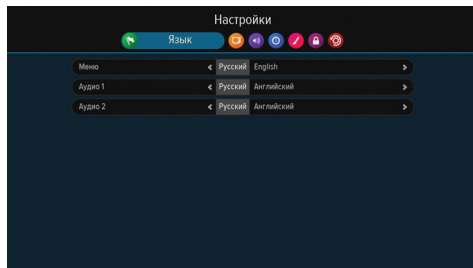 Настройки
Язык
Меню Русский English
Аудио 1 Русский Английский
Аудио 2 Русский Английский